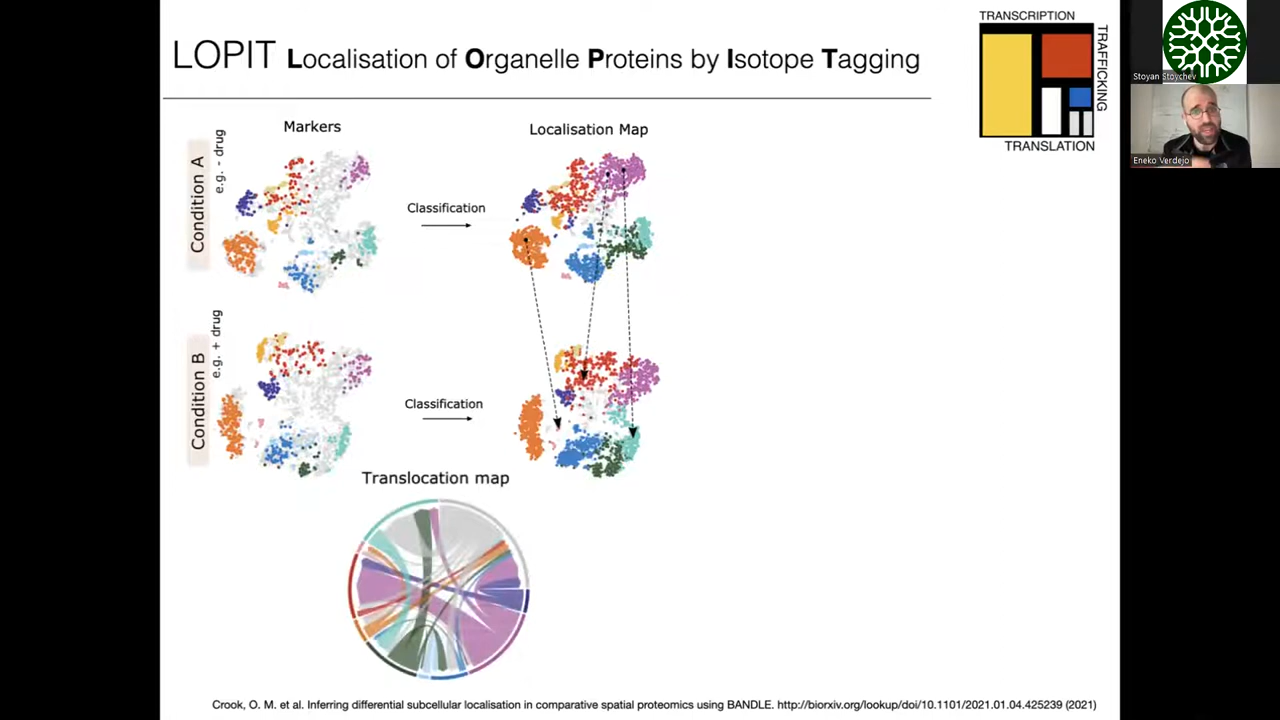 LOPIT Localisation of Organelle Proteins by Isotope Tagging
TRANSCRIPTION
TRAFFICKING
TRANSLATION
Stoyan Stoychev
Eneko Verdejo
Markers
Localisation Map
Condition A
e.g. - drug
Classification
Condition B
e.g. + drug
Classification
Translocation map
Crook, O. M. et al. Inferring differential subcellular localisation in comparative spatial proteomics using BANDLE. http://biorxiv.org/lookup/doi/10.1101/2021.01.04.425239 (2021)